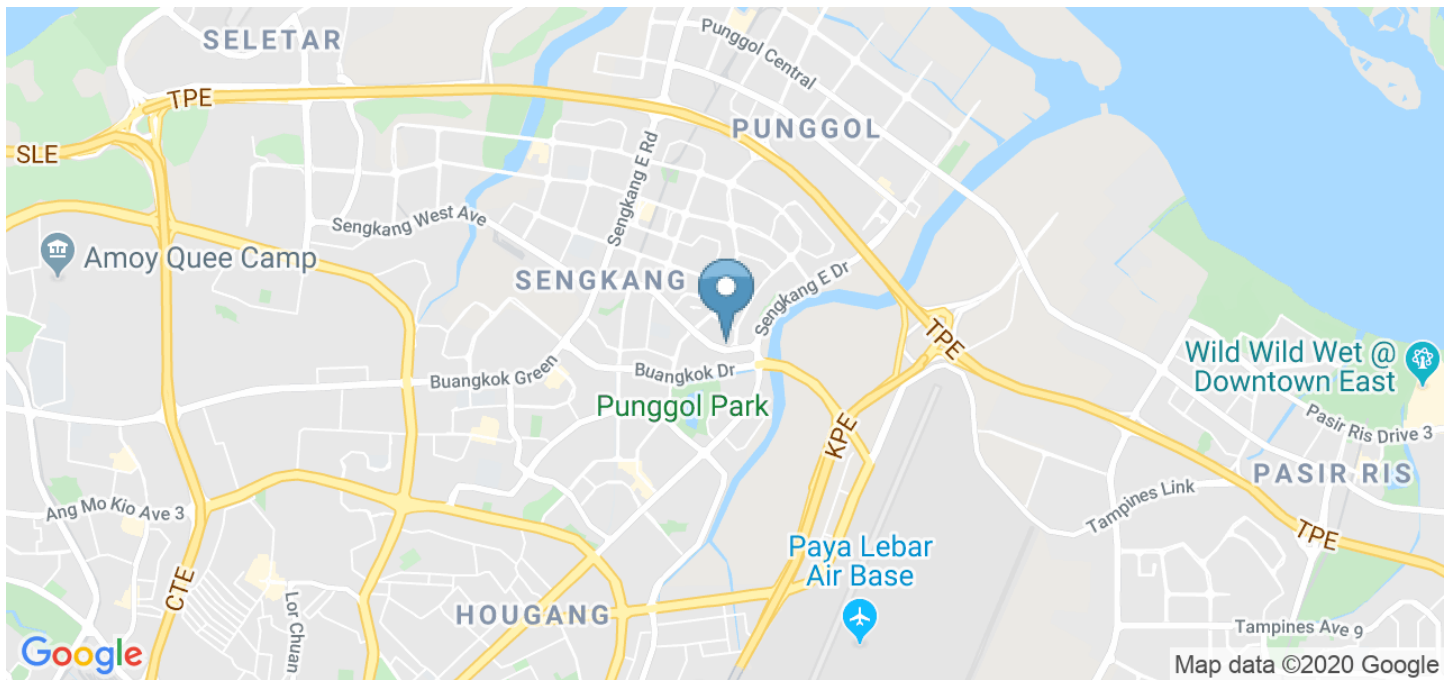 SELETAR
Punggol Central
TPE
PUNGGOL
SLE
Sengkang E Rd
Sengkang West Ave
Amoy Quee Camp
SENGKANG
Sengkang E Dr
TPE
Wild Wild Wet @
Downtown East
Buangkok Dr
Buangkok Green
Punggol Park
KPE
Pasir Ris Drive 3
PASIR RIS
Tampines Link
Ang Mo Kio Ave 3
TPE
Paya Lebar
Air Base
CTE
Lor Chuan
HOUGANG
Tampines Ave 9
Google
Map data ©2020 Google